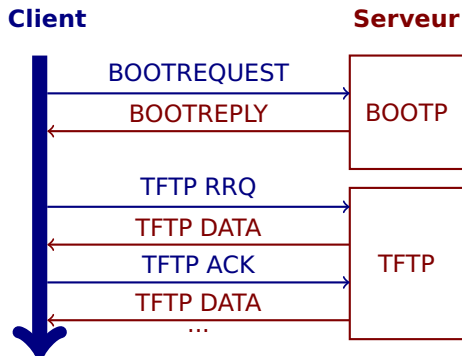 Client
Serveur
BOOTREQUEST
BOOTREPLY
BOOTP
TFTP RRQ
TFTP DATA
TFTP ACK
TFTP
TFTP DATA
...